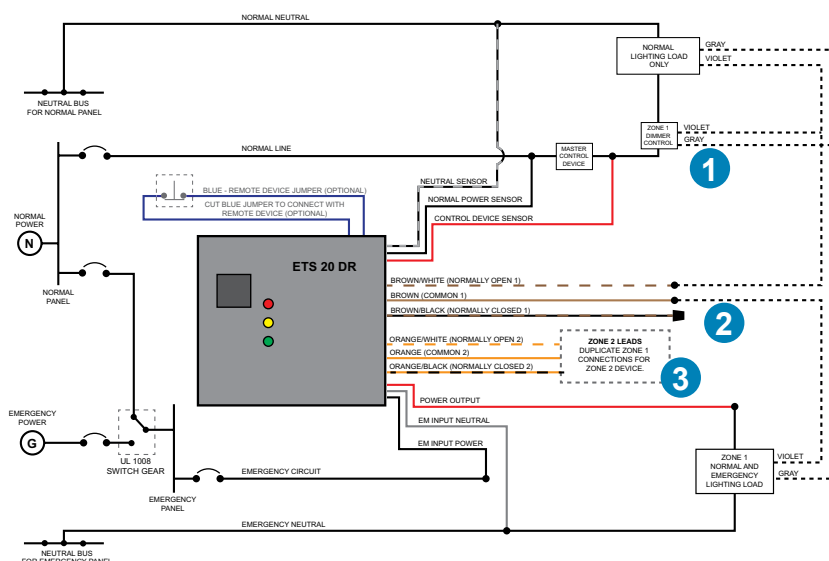 NORMAL NEUTRAL
NEUTRAL BUS
FOR NORMAL PANEL
NORMAL
LIGHTING LOAD
ONLY
GRAY
VIOLET
ZONE 1
DIMMER
CONTROL
VIOLET
GRAY
1
NORMAL LINE
MASTER
CONTROL
DEVICE
NEUTRAL SENSOR
BLUE - REMOTE DEVICE JUMPER (OPTIONAL)
CUT BLUE JUMPER TO CONNECT WITH
REMOTE DEVICE (OPTIONAL)
NORMAL POWER SENSOR
CONTROL DEVICE SENSOR
NORMAL
POWER
N
NORMAL
PANEL
ETS 20 DR
BROWN/WHITE (NORMALLY OPEN 1)
BROWN (COMMON 1)
BROWN/BLACK (NORMALLY CLOSED 1)
2
ORANGE/WHITE (NORMALLY OPEN 2)
ORANGE (COMMON 2)
ORANGE/BLACK (NORMALLY CLOSED 2)
ZONE 2 LEADS
DUPLICATE ZONE 1
CONNECTIONS FOR
ZONE 2 DEVICE.
3
POWER OUTPUT
EM INPUT NEUTRAL
EM INPUT POWER
EMERGENCY
POWER
G
UL 1008
SWITCH GEAR
EMERGENCY CIRCUIT
EMERGENCY
PANEL
ZONE 1
NORMAL AND
EMERGENCY
LIGHTING LOAD
VIOLET
GRAY
EMERGENCY NEUTRAL
NEUTRAL BUS
FOR EMERGENCY PANEL